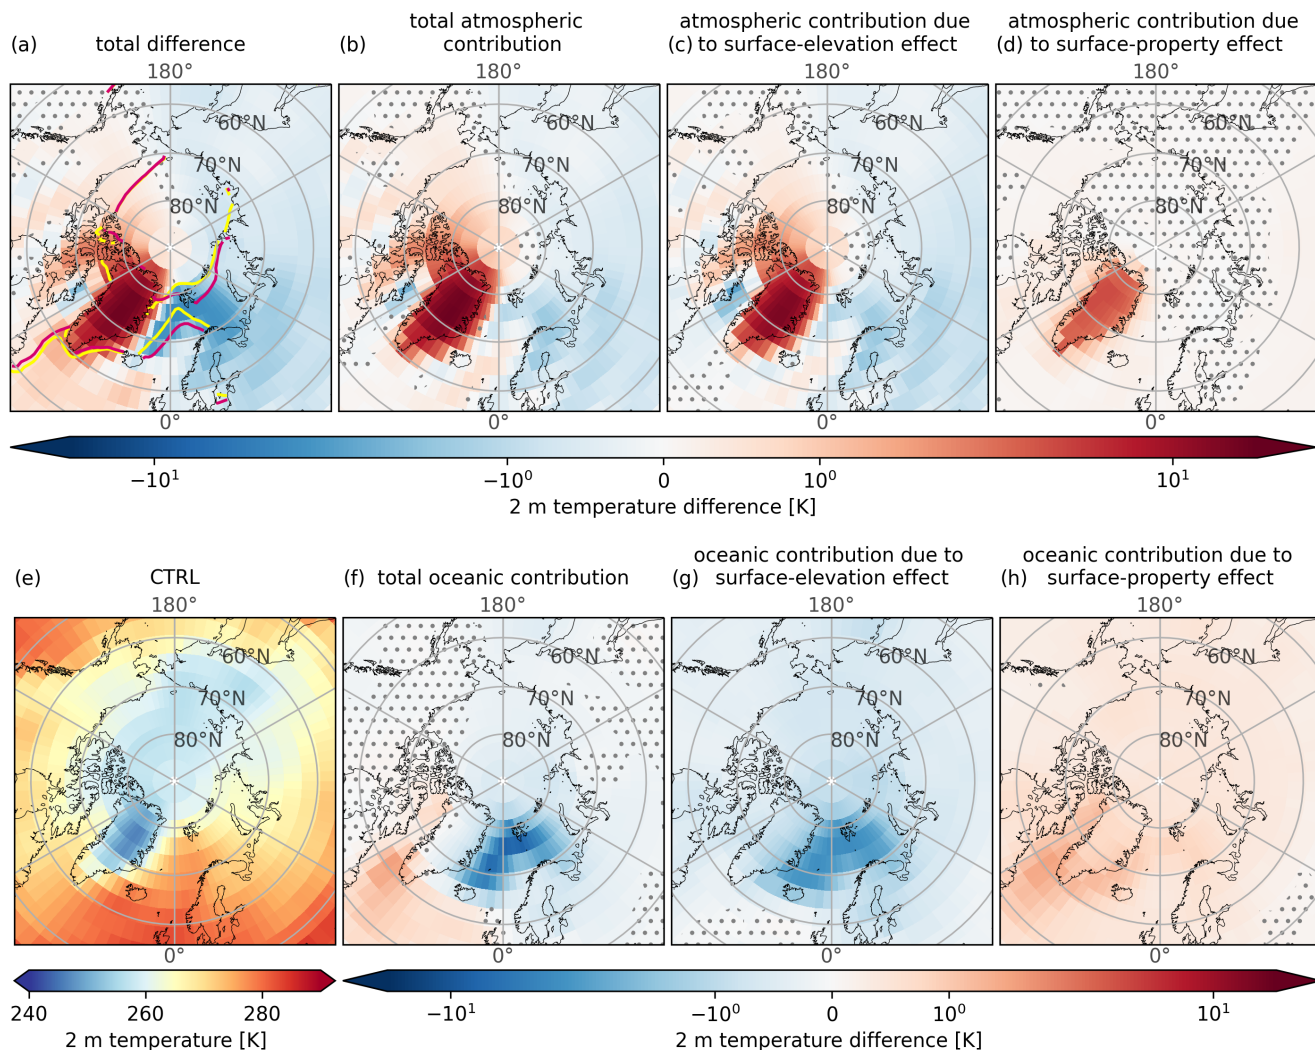 (a) total difference
180°
60°N
70°N
80°N
0°
(b) total atmospheric
contribution
180°
60°N
70°N
80°N
0°
(c) atmospheric contribution due
to surface-elevation effect
180°
60°N
70°N
80°N
0°
(d) atmospheric contribution due
to surface-property effect
180°
60°N
70°N
80°N
0°
−10¹ −10⁰ 0 10⁰ 10¹
2 m temperature difference [K]
(e) CTRL
180°
60°N
70°N
80°N
0°
(f) total oceanic contribution
180°
60°N
70°N
80°N
0°
(g) oceanic contribution due to
surface-elevation effect
180°
60°N
70°N
80°N
0°
(h) oceanic contribution due to
surface-property effect
180°
60°N
70°N
80°N
0°
240 260 280
2 m temperature [K]
−10¹ −10⁰ 0 10⁰ 10¹
2 m temperature difference [K]